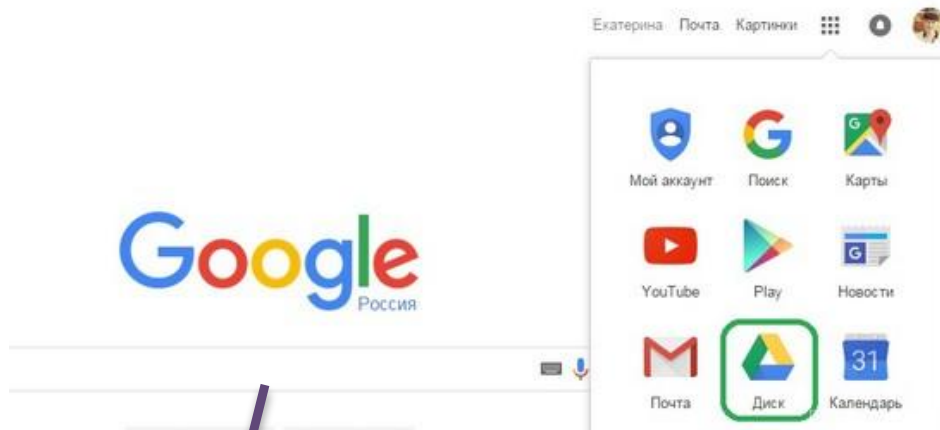 Екатерина Почта Картинки
Мой аккаунт Поиск Карты
Google
Россия
YouTube Play Новости
31
Почта Диск Календарь